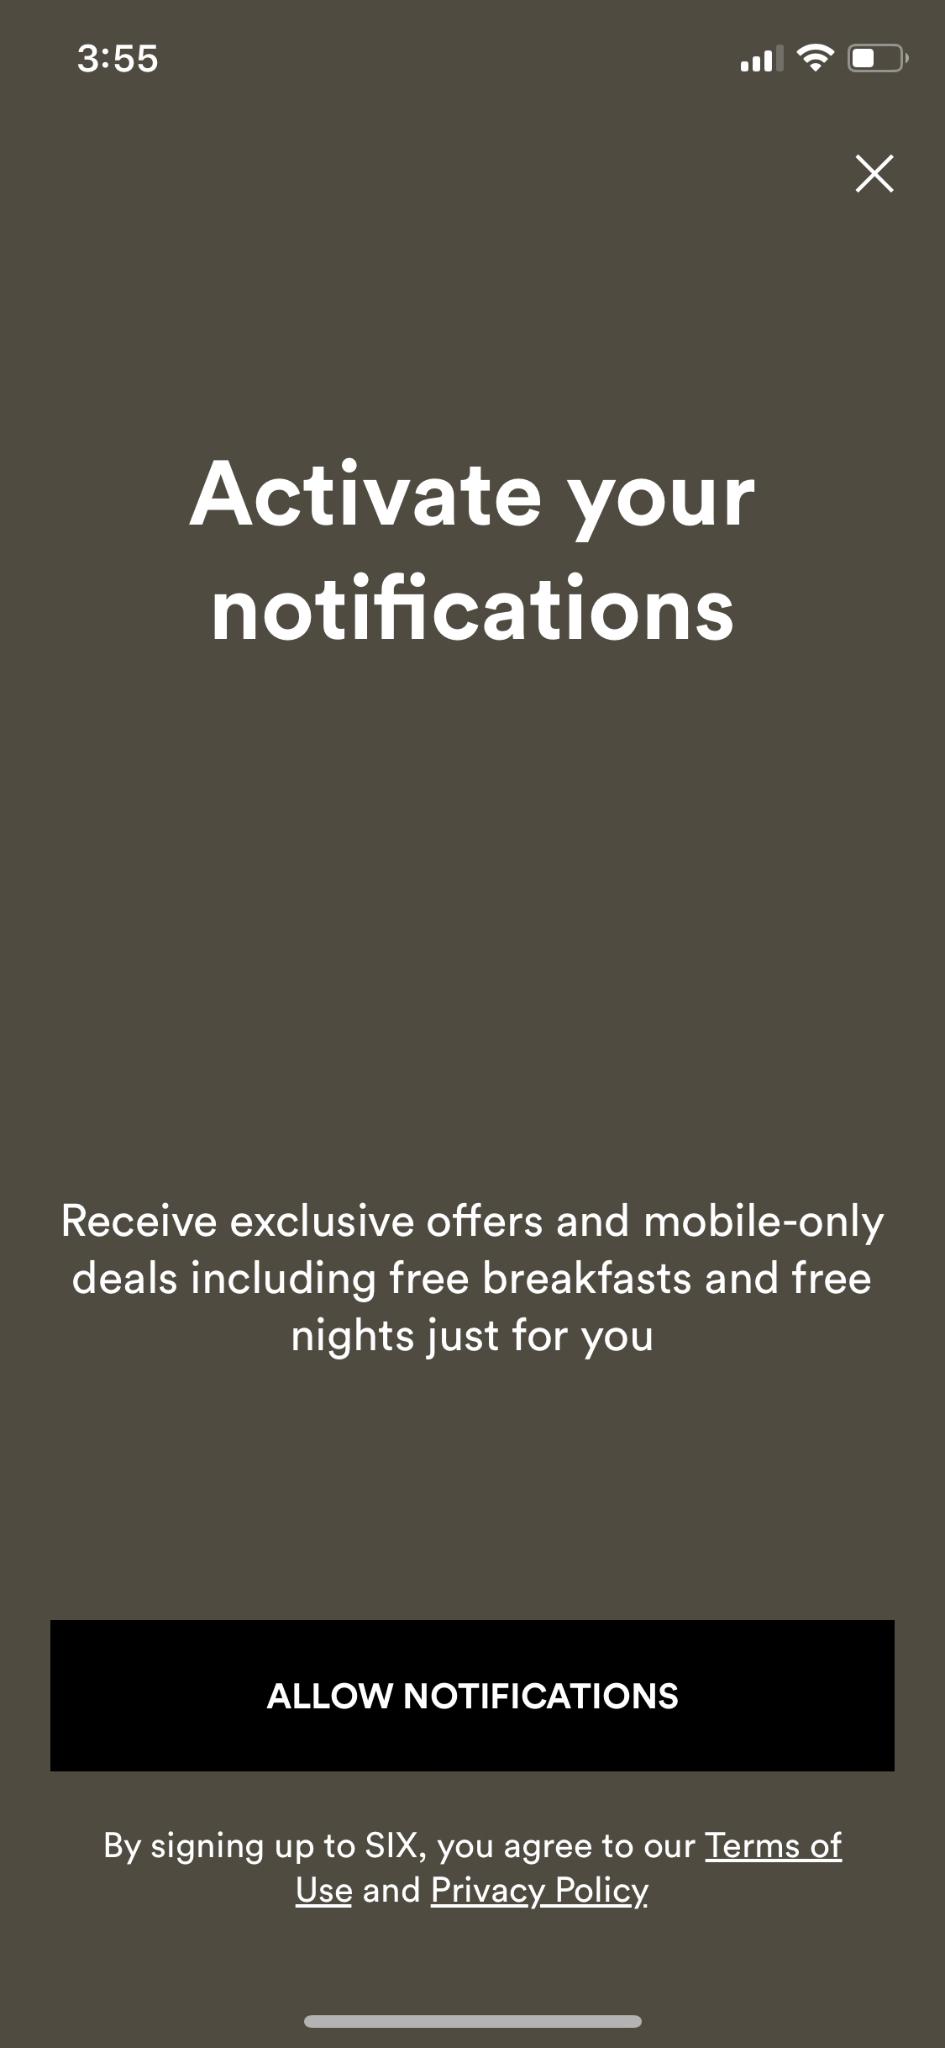 3:55
Activate your
notifications
Receive exclusive offers and mobile-only
deals including free breakfasts and free
nights just for you
ALLOW NOTIFICATIONS
By signing up to SIX, you agree to our Terms of
Use and Privacy Policy